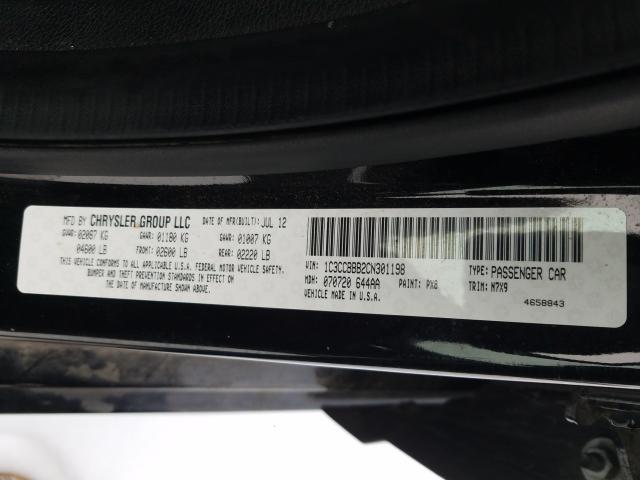 MFD BY CHRYSLER GROUP LLC DATE OF MFR(BUILT): JUL 12
GVWR: 02087 KG GAWR: 01180 KG GAWR: 01007 KG
04600 LB FRONT: 02600 LB REAR: 02220 LB
THIS VEHICLE CONFORMS TO ALL APPLICABLE U.S.A. FEDERAL MOTOR VEHICLE SAFETY,
BUMPER AND THEFT PREVENTION STANDARDS IN EFFECT ON
THE DATE OF MANUFACTURE SHOWN ABOVE.
VIN: 1C3CCBBB2CN301198 TYPE: PASSENGER CAR
MDH: 070720 644AA PAINT: PX8 TRIM: N7X9
VEHICLE MADE IN U.S.A.
4658843